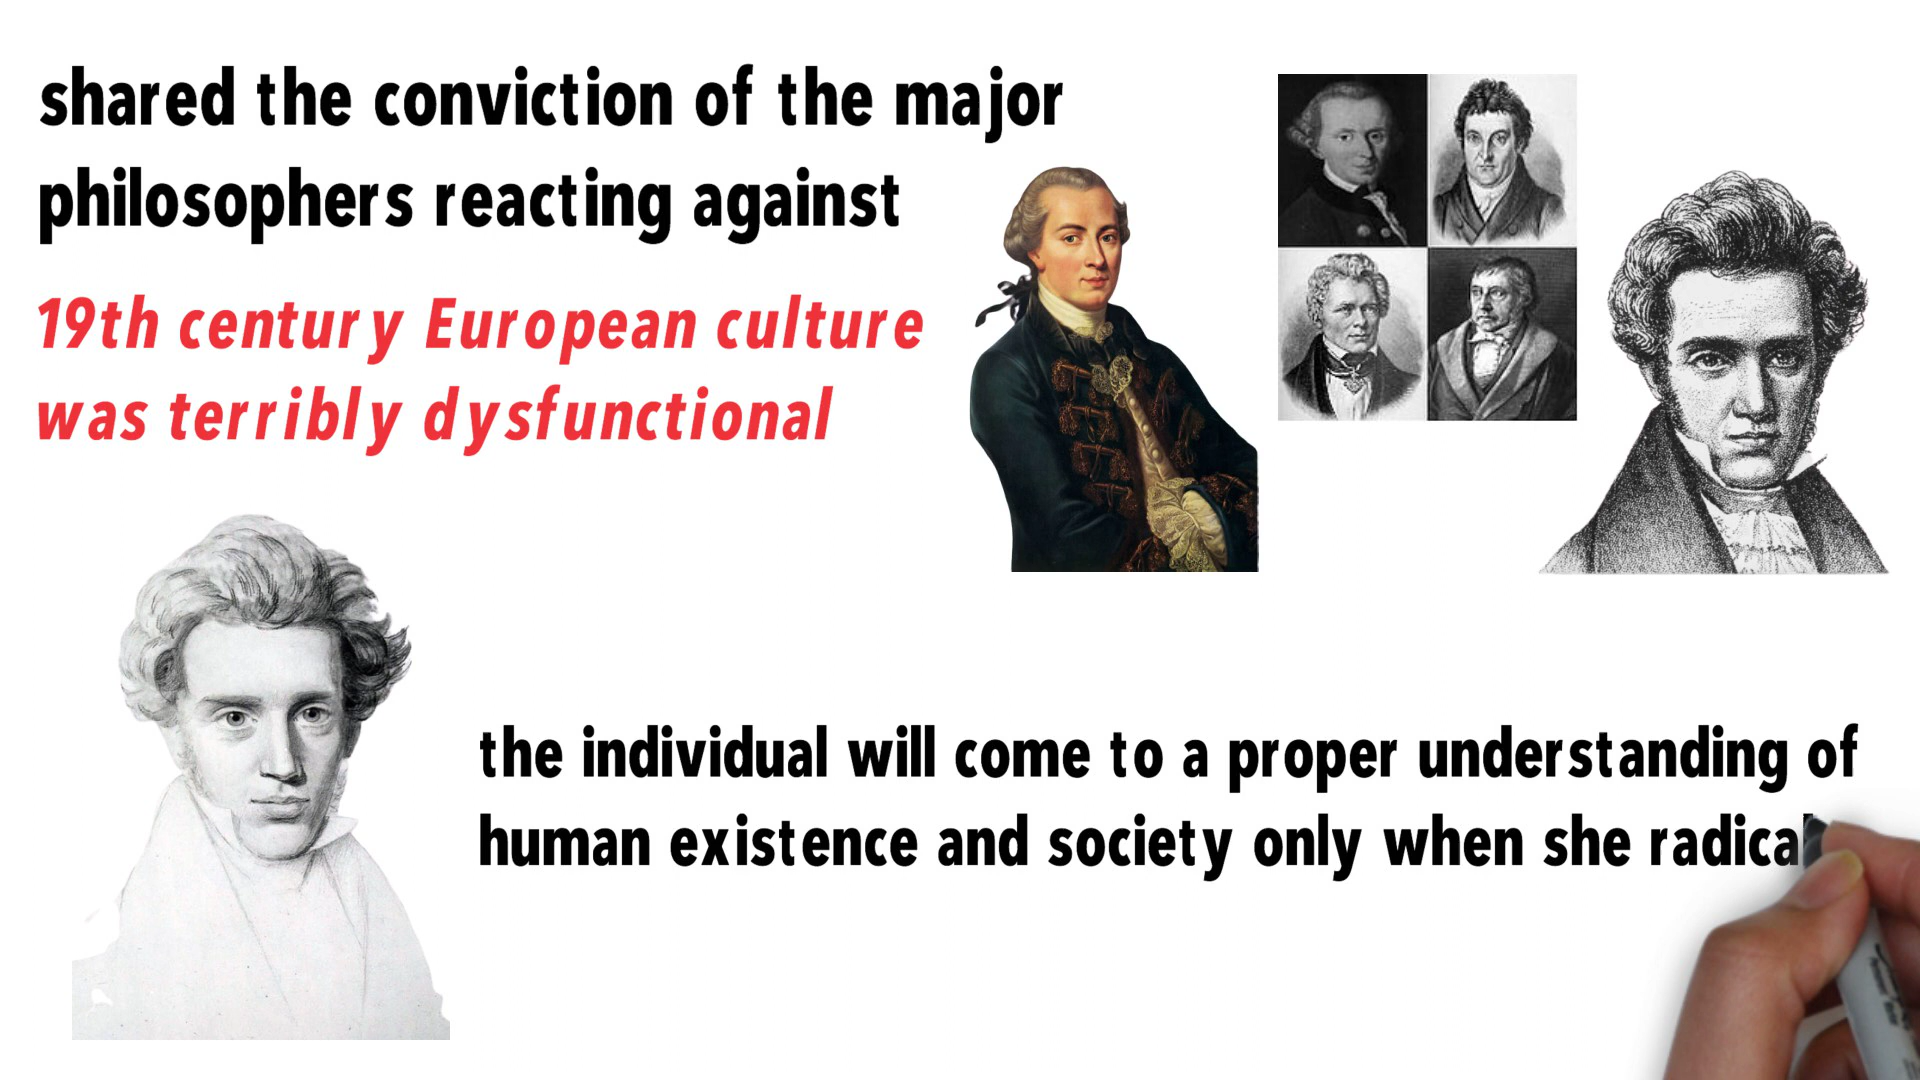 shared the conviction of the major
philosophers reacting against
19th century European culture
was terribly dysfunctional
the individual will come to a proper understanding of
human existence and society only when she radical